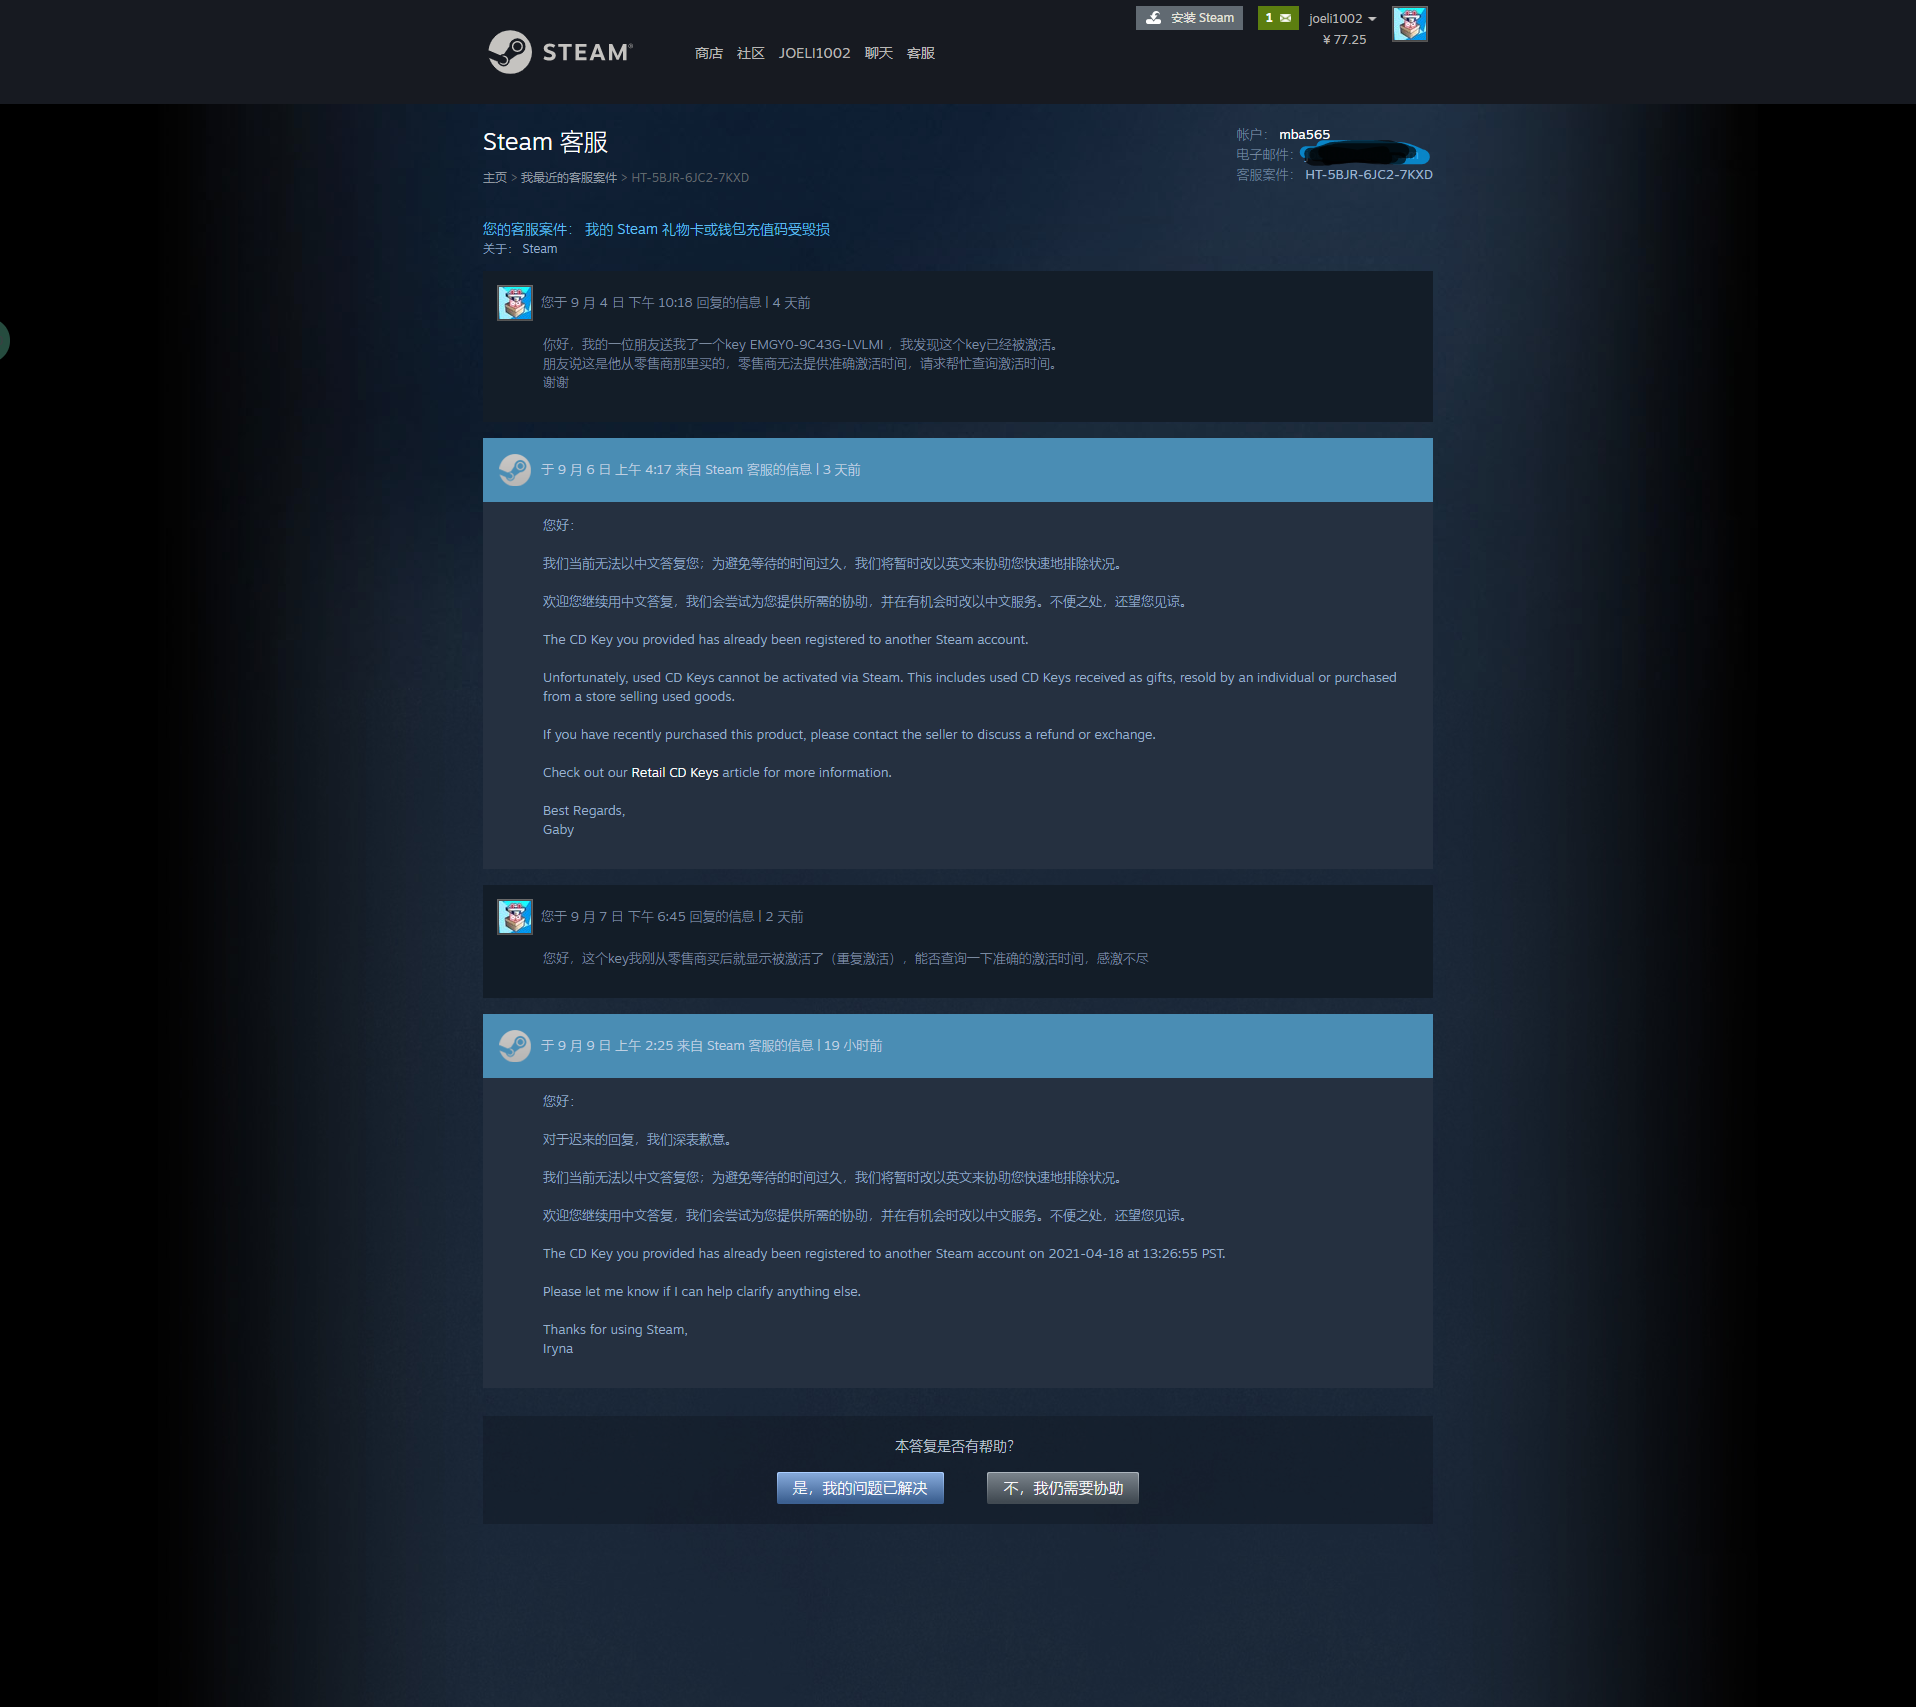 安装 Steam
1
joeli1002
¥ 77.25
STEAM®
商店 社区 JOELI1002 聊天 客服
Steam 客服
主页 > 我最近的客服案件 > HT-5BJR-6JC2-7KXD
帐户： mba565
电子邮件：
客服案件： HT-5BJR-6JC2-7KXD
您的客服案件： 我的 Steam 礼物卡或钱包充值码受毁损
关于： Steam
您于 9 月 4 日 下午 10:18 回复的信息 | 4 天前
你好，我的一位朋友送我了一个key EMGY0-9C43G-LVLMI ，我发现这个key已经被激活。
朋友说这是他从零售商那里买的，零售商无法提供准确激活时间，请求帮忙查询激活时间。
谢谢
于 9 月 6 日 上午 4:17 来自 Steam 客服的信息 | 3 天前
您好：
我们当前无法以中文答复您；为避免等待的时间过久，我们将暂时改以英文来协助您快速地排除状况。
欢迎您继续用中文答复，我们会尝试为您提供所需的协助，并在有机会时改以中文服务。不便之处，还望您见谅。
The CD Key you provided has already been registered to another Steam account.
Unfortunately, used CD Keys cannot be activated via Steam. This includes used CD Keys received as gifts, resold by an individual or purchased
from a store selling used goods.
If you have recently purchased this product, please contact the seller to discuss a refund or exchange.
Check out our Retail CD Keys article for more information.
Best Regards,
Gaby
您于 9 月 7 日 下午 6:45 回复的信息 | 2 天前
您好，这个key我刚从零售商买后就显示被激活了（重复激活），能否查询一下准确的激活时间，感激不尽
于 9 月 9 日 上午 2:25 来自 Steam 客服的信息 | 19 小时前
您好：
对于迟来的回复，我们深表歉意。
我们当前无法以中文答复您；为避免等待的时间过久，我们将暂时改以英文来协助您快速地排除状况。
欢迎您继续用中文答复，我们会尝试为您提供所需的协助，并在有机会时改以中文服务。不便之处，还望您见谅。
The CD Key you provided has already been registered to another Steam account on 2021-04-18 at 13:26:55 PST.
Please let me know if I can help clarify anything else.
Thanks for using Steam,
Iryna
本答复是否有帮助？
是，我的问题已解决
不，我仍需要协助